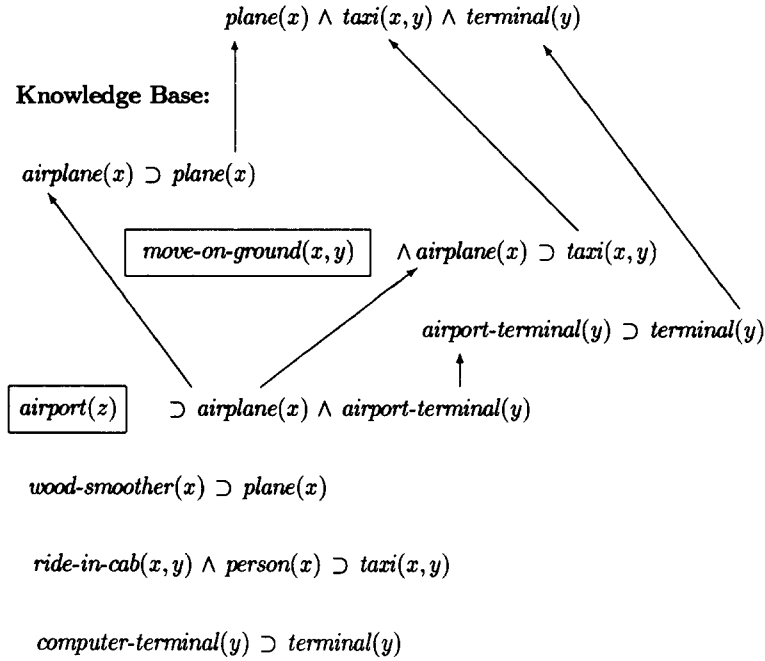 plane(x) ∧ taxi(x, y) ∧ terminal(y)
Knowledge Base:
airplane(x) ⊃ plane(x)
move-on-ground(x, y) ∧ airplane(x) ⊃ taxi(x, y)
airport-terminal(y) ⊃ terminal(y)
airport(z) ⊃ airplane(x) ∧ airport-terminal(y)
wood-smoother(x) ⊃ plane(x)
ride-in-cab(x, y) ∧ person(x) ⊃ taxi(x, y)
computer-terminal(y) ⊃ terminal(y)